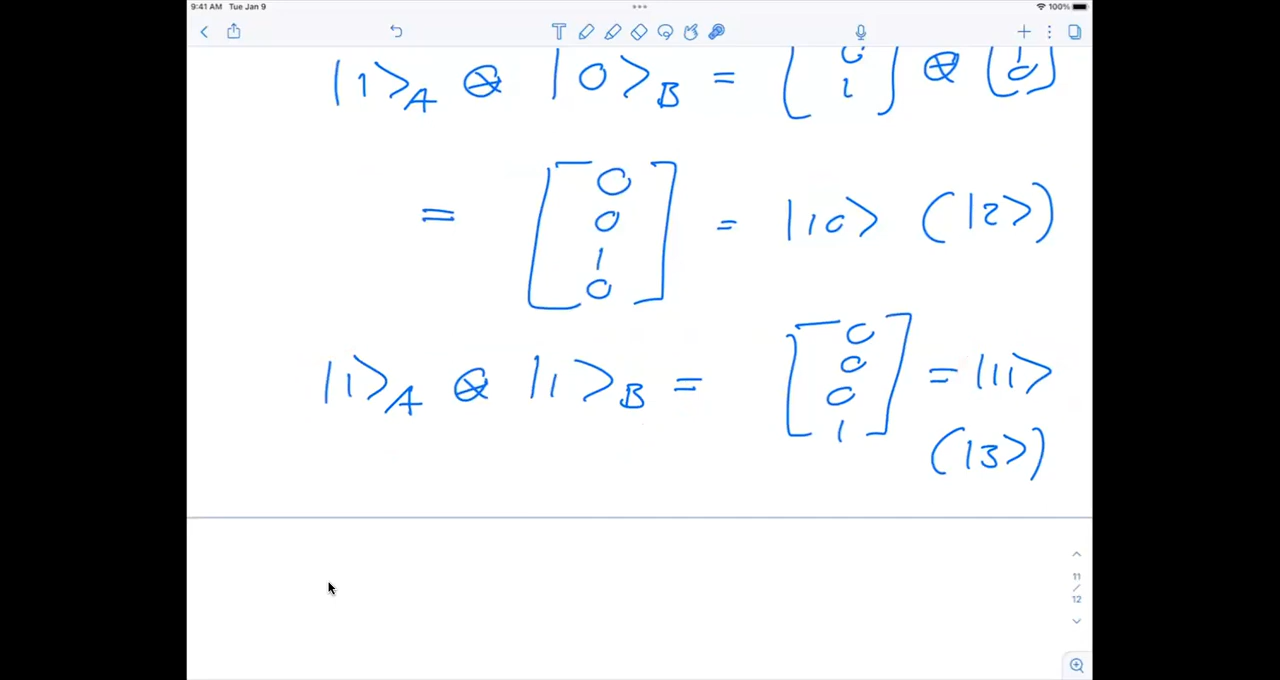 9:41 AM Tue Jan 9
100%
|1>_A ⊗ |0>_B = [0 1] ⊗ [1 0]
= [0 0 1 0] = |10> (|2>)
|1>_A ⊗ |1>_B = [0 0 0 1] = |11>
(|3>)
11
/
12